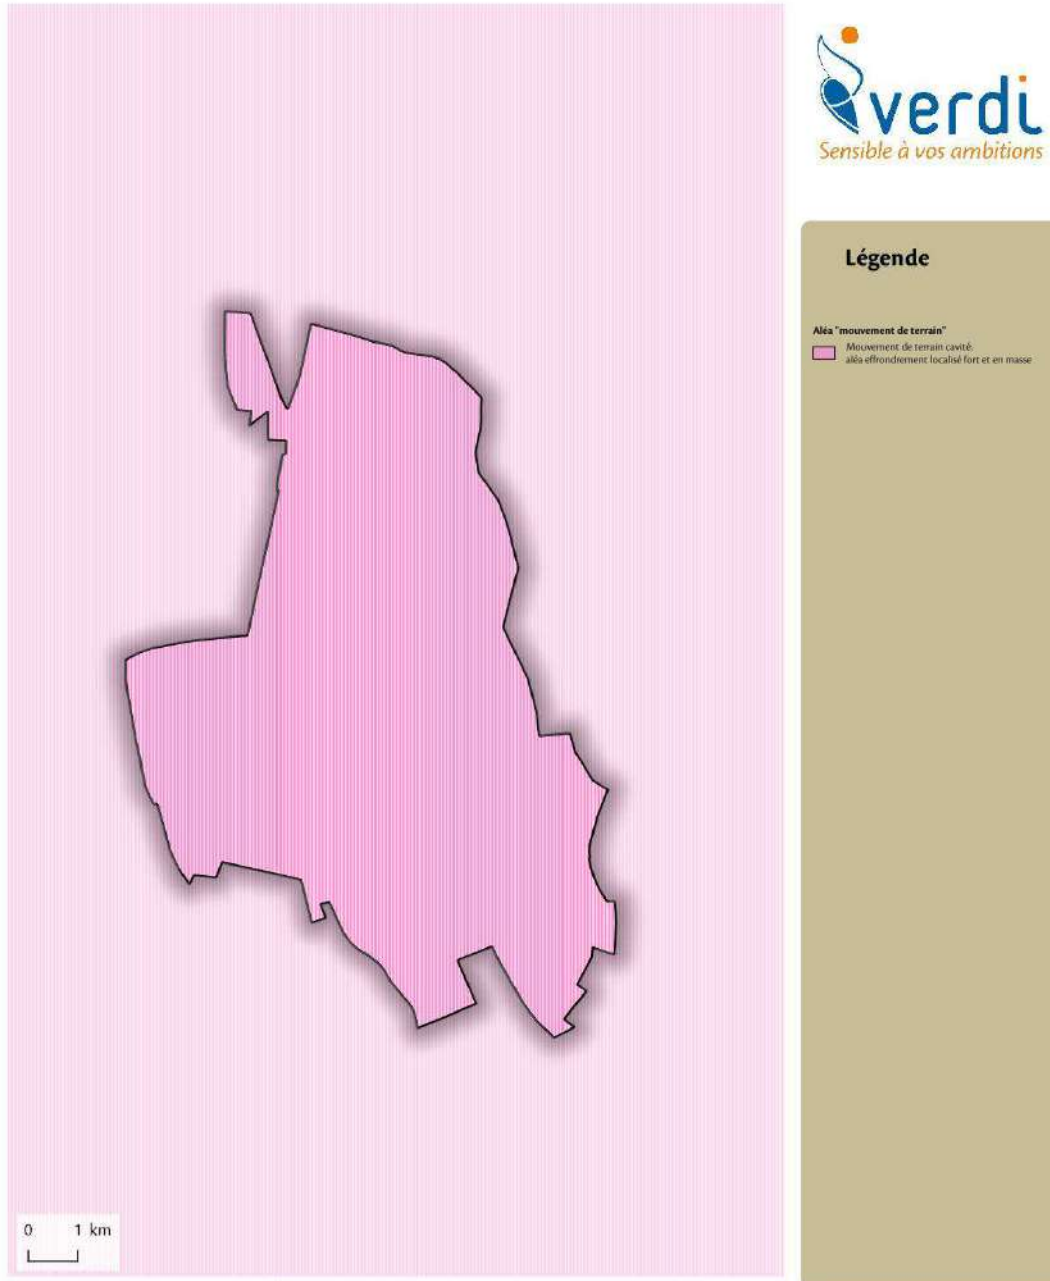 verdi
Sensible à vos ambitions
Légende
Aléa "mouvement de terrain"
Mouvement de terrain cavité:
aléa effrondrement localisé fort et en masse
0 1 km